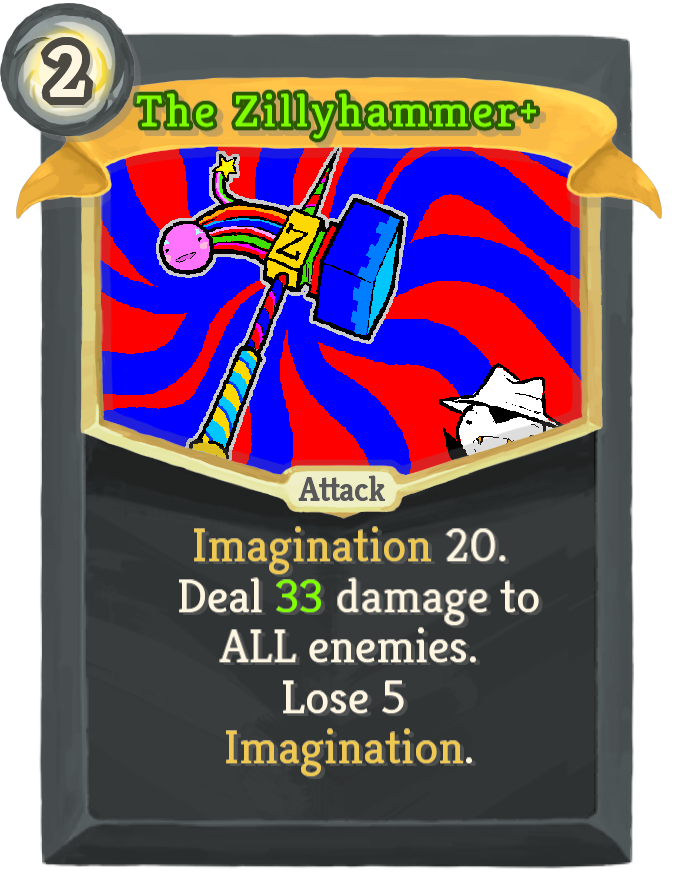 2
The Zillyhammer+
N
Attack
Imagination 20.
Deal 33 damage to
ALL enemies.
Lose 5
Imagination.